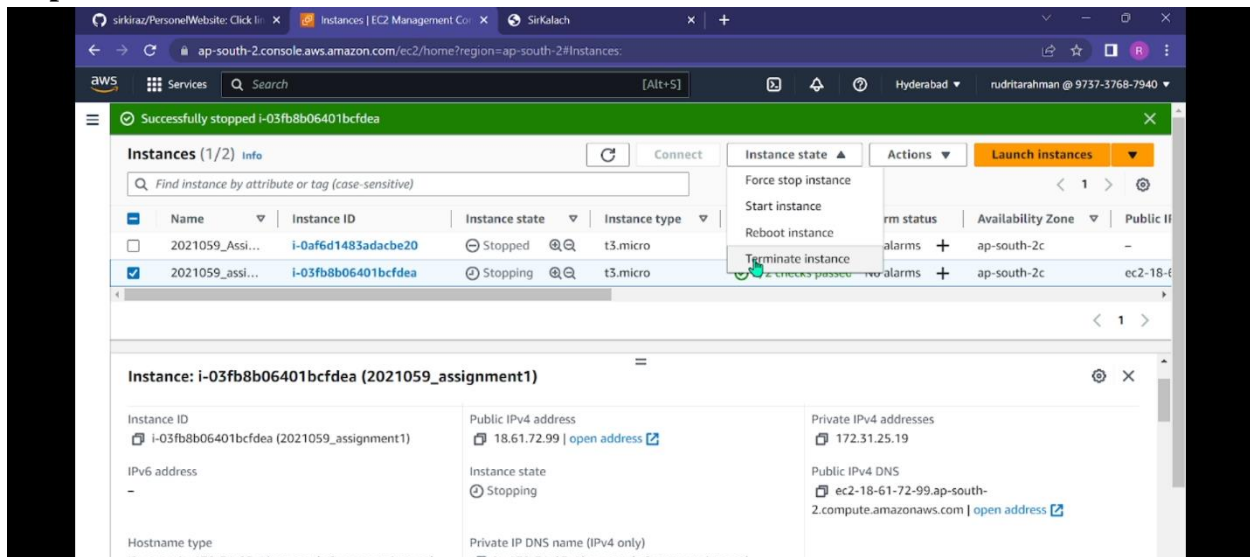 sirkiraz/PersonelWebsite: Click lin
Instances | EC2 Management Con
SirKalach
ap-south-2.console.aws.amazon.com/ec2/home?region=ap-south-2#Instances:
R
aws
Services
Search
[Alt+S]
Hyderabad
rudritarahman @ 9737-3768-7940
Successfully stopped i-03fb8b06401bcfdea
Instances (1/2) Info
Connect
Instance state
Actions
Launch instances
Find instance by attribute or tag (case-sensitive)
Force stop instance
Start instance
Reboot instance
Terminate instance
1
Name Instance ID Instance state Instance type rm status Availability Zone Public IP
2021059_Assi... i-0af6d1483adacbe20 Stopped t3.micro alarms + ap-south-2c –
2021059_assi... i-03fb8b06401bcfdea Stopping t3.micro checks passed No alarms + ap-south-2c ec2-18-6
1
Instance: i-03fb8b06401bcfdea (2021059_assignment1)
Instance ID
i-03fb8b06401bcfdea (2021059_assignment1)
Public IPv4 address
18.61.72.99 | open address
Private IPv4 addresses
172.31.25.19
IPv6 address
–
Instance state
Stopping
Public IPv4 DNS
ec2-18-61-72-99.ap-south-
2.compute.amazonaws.com | open address
Hostname type
Private IP DNS name (IPv4 only)